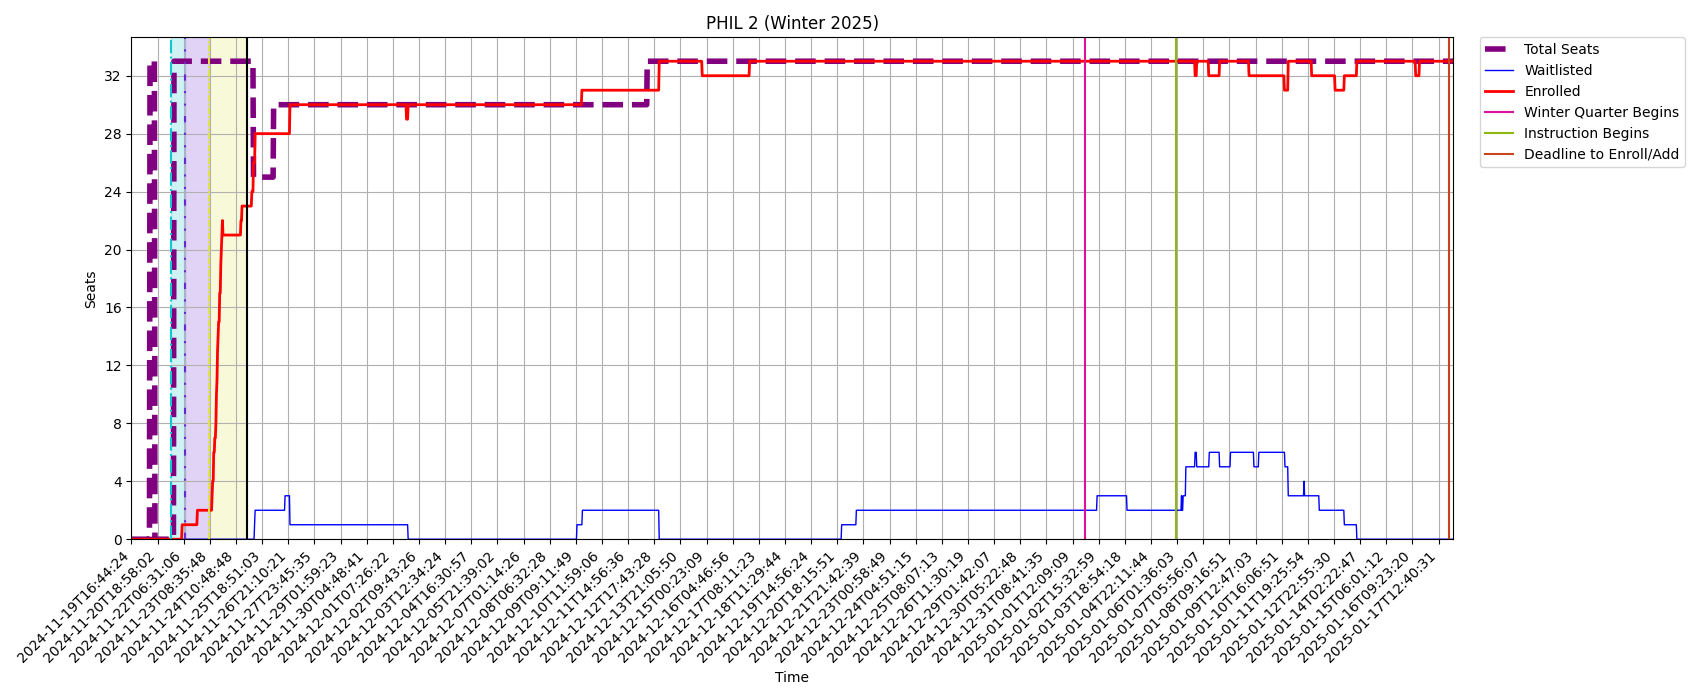 PHIL 2 (Winter 2025)
Total Seats
Waitlisted
Enrolled
Winter Quarter Begins
Instruction Begins
Deadline to Enroll/Add
Seats
32
28
24
20
16
12
8
4
0
2024-11-19T16:44:24
2024-11-20T18:58:02
2024-11-22T06:31:06
2024-11-23T08:35:48
2024-11-24T10:48:48
2024-11-25T18:51:03
2024-11-26T21:10:21
2024-11-27T23:45:35
2024-11-29T01:59:23
2024-11-30T04:48:41
2024-12-01T07:26:22
2024-12-02T09:43:26
2024-12-03T12:34:24
2024-12-04T16:30:57
2024-12-05T21:39:02
2024-12-07T01:14:26
2024-12-08T06:32:28
2024-12-09T09:11:49
2024-12-10T11:59:06
2024-12-11T14:56:36
2024-12-12T17:43:28
2024-12-13T21:05:50
2024-12-15T00:23:09
2024-12-16T04:46:56
2024-12-17T08:11:23
2024-12-18T11:29:44
2024-12-19T14:56:24
2024-12-20T18:15:51
2024-12-21T21:42:39
2024-12-23T00:58:49
2024-12-24T04:51:15
2024-12-25T08:07:13
2024-12-26T11:30:19
2024-12-29T01:42:07
2024-12-30T05:22:48
2024-12-31T08:41:35
2025-01-01T12:09:09
2025-01-02T15:32:59
2025-01-03T18:54:18
2025-01-04T22:11:44
2025-01-06T01:36:03
2025-01-07T05:56:07
2025-01-08T09:16:51
2025-01-09T12:47:03
2025-01-10T16:06:51
2025-01-11T19:25:54
2025-01-12T22:55:30
2025-01-14T02:22:47
2025-01-15T06:01:12
2025-01-16T09:23:20
2025-01-17T12:40:31
Time